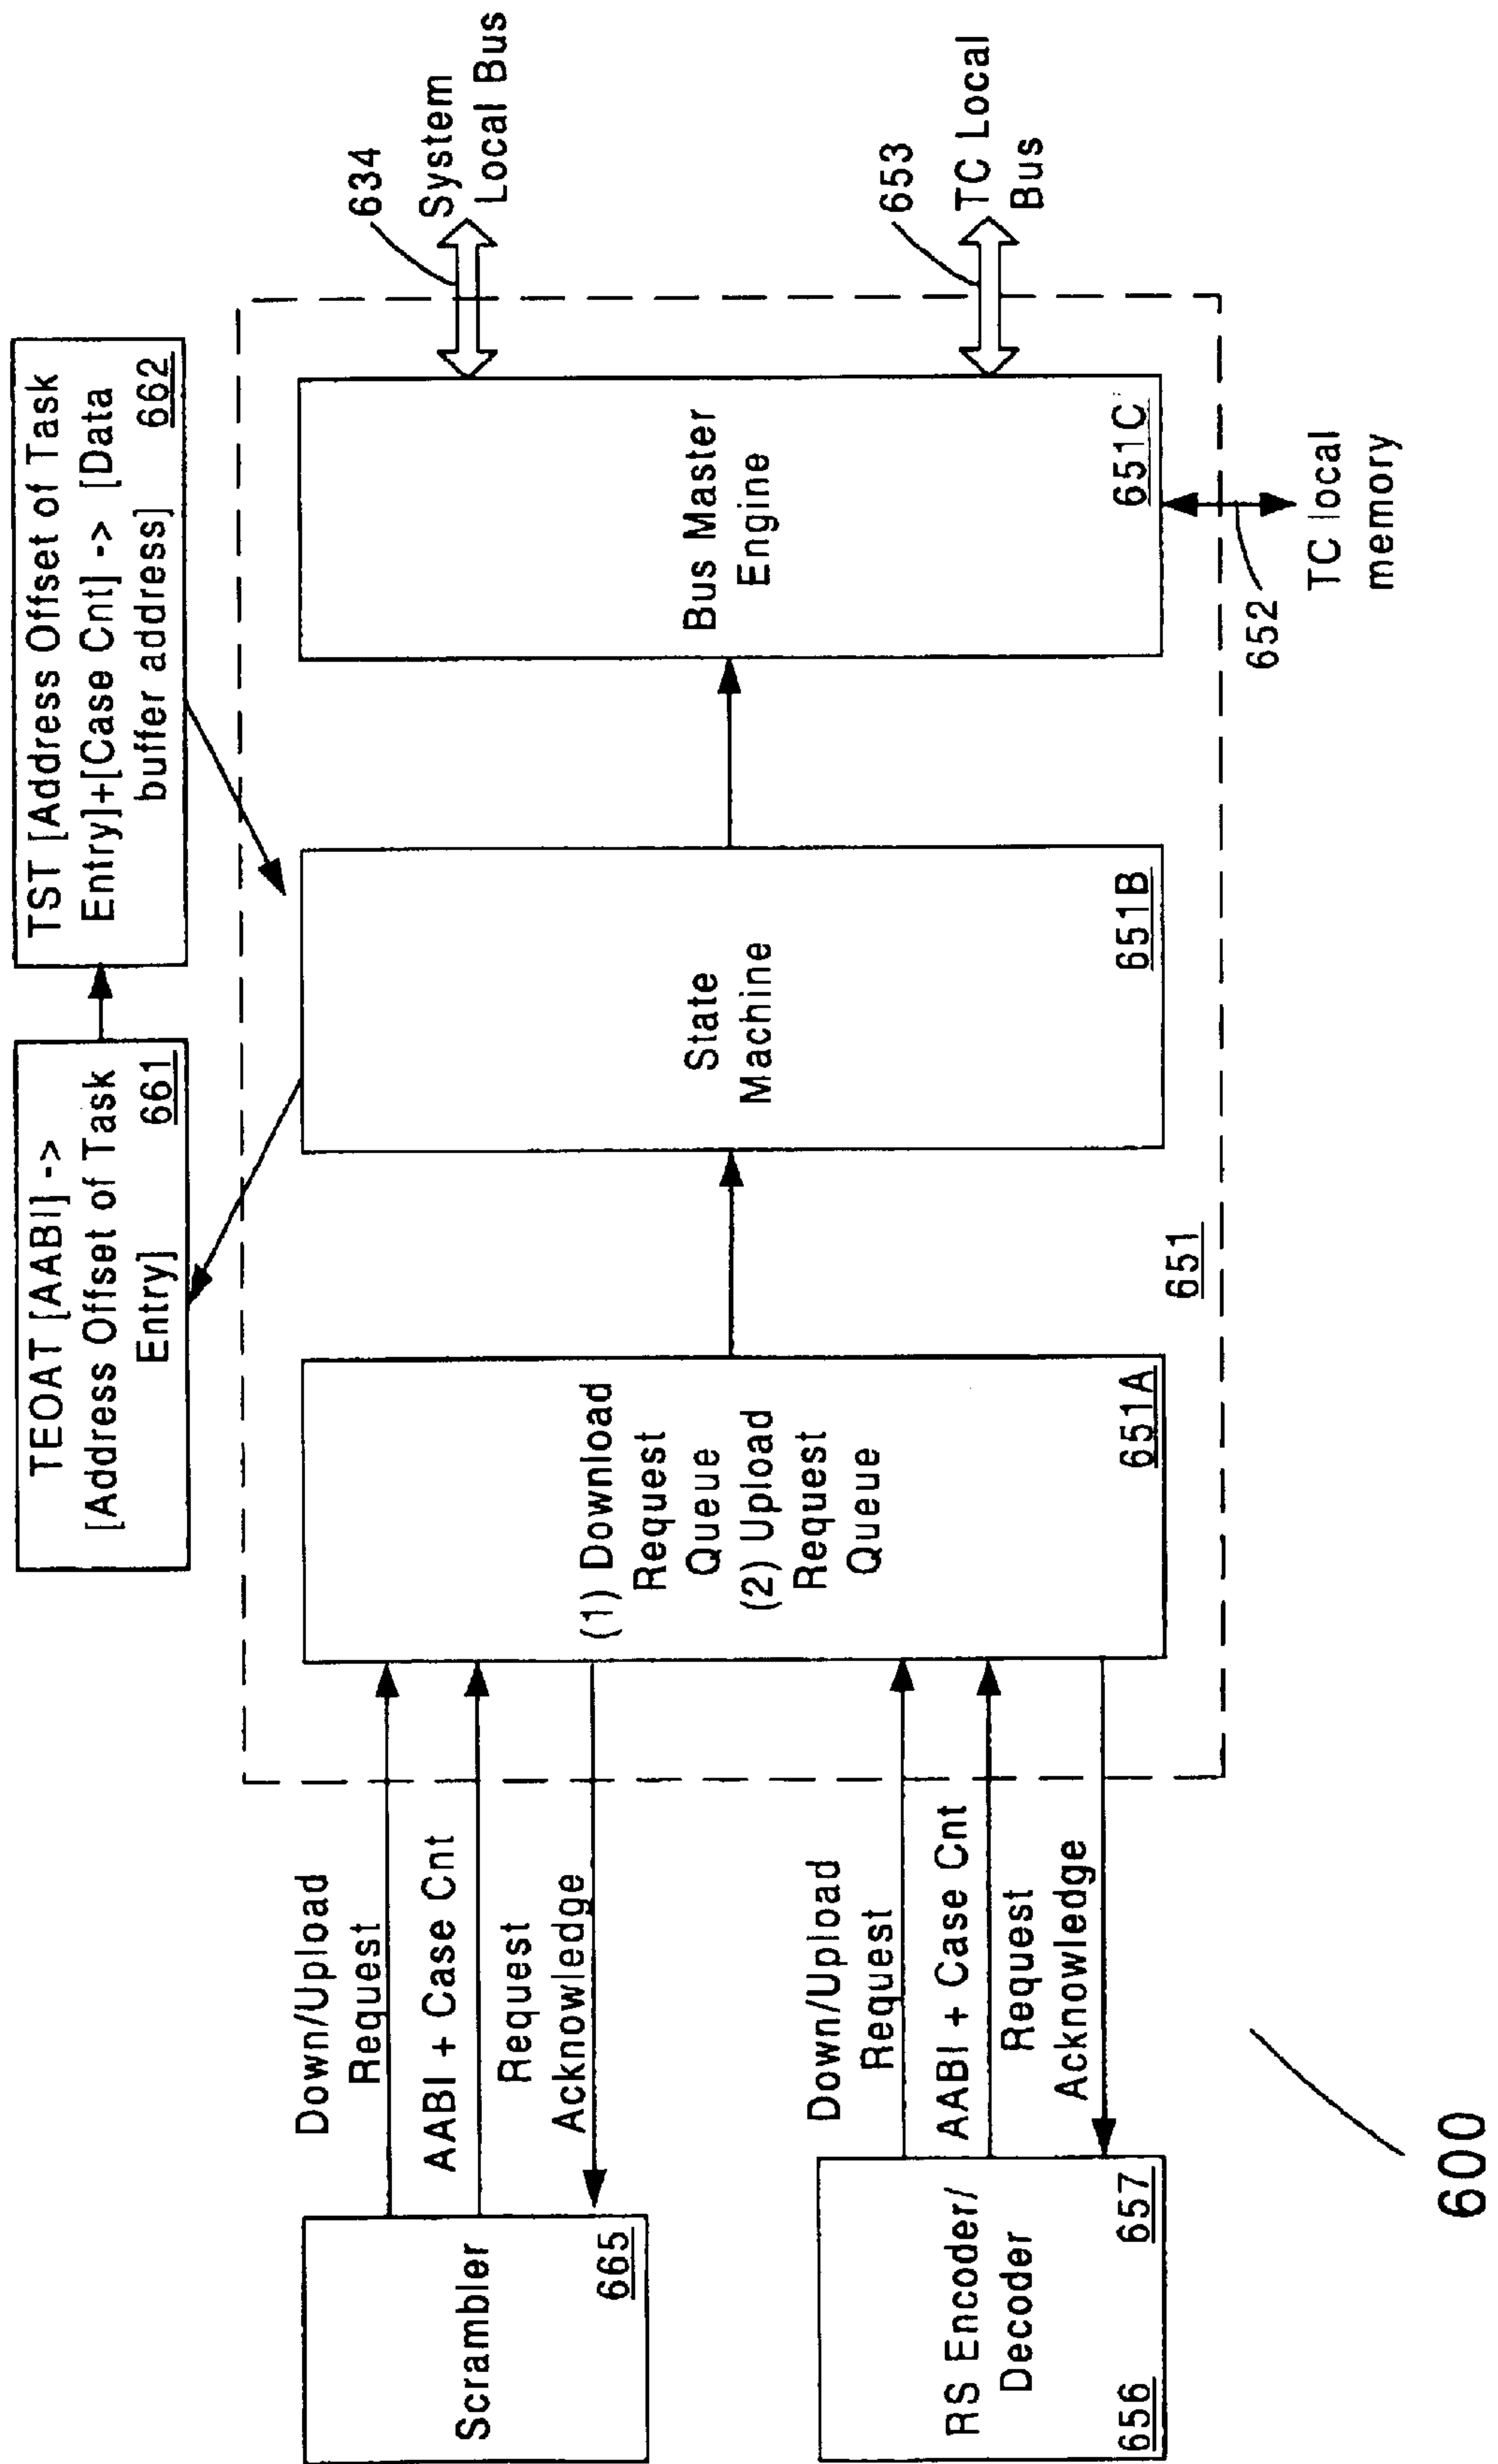 TEOAT [AABI] ->
[Address Offset of Task
Entry]
661
TST [Address Offset of Task
Entry]+[Case Cnt] -> [Data
buffer address]
662
Scrambler
665
Down/Upload
Request
AABI + Case Cnt
Request
Acknowledge
RS Encoder/
Decoder
656
657
Down/Upload
Request
AABI + Case Cnt
Request
Acknowledge
(1) Download
Request
Queue
(2) Upload
Request
Queue
651A
State
Machine
651B
Bus Master
Engine
651C
651
634
System
Local Bus
653
TC Local
Bus
652
TC local
memory
600